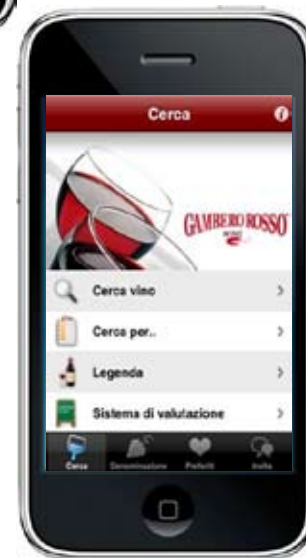 Cerca
GAMBERO ROSSO
Cerca vino
Cerca per..
Legenda
Sistema di valutazione
Cerca Denominazione Preferiti Invita